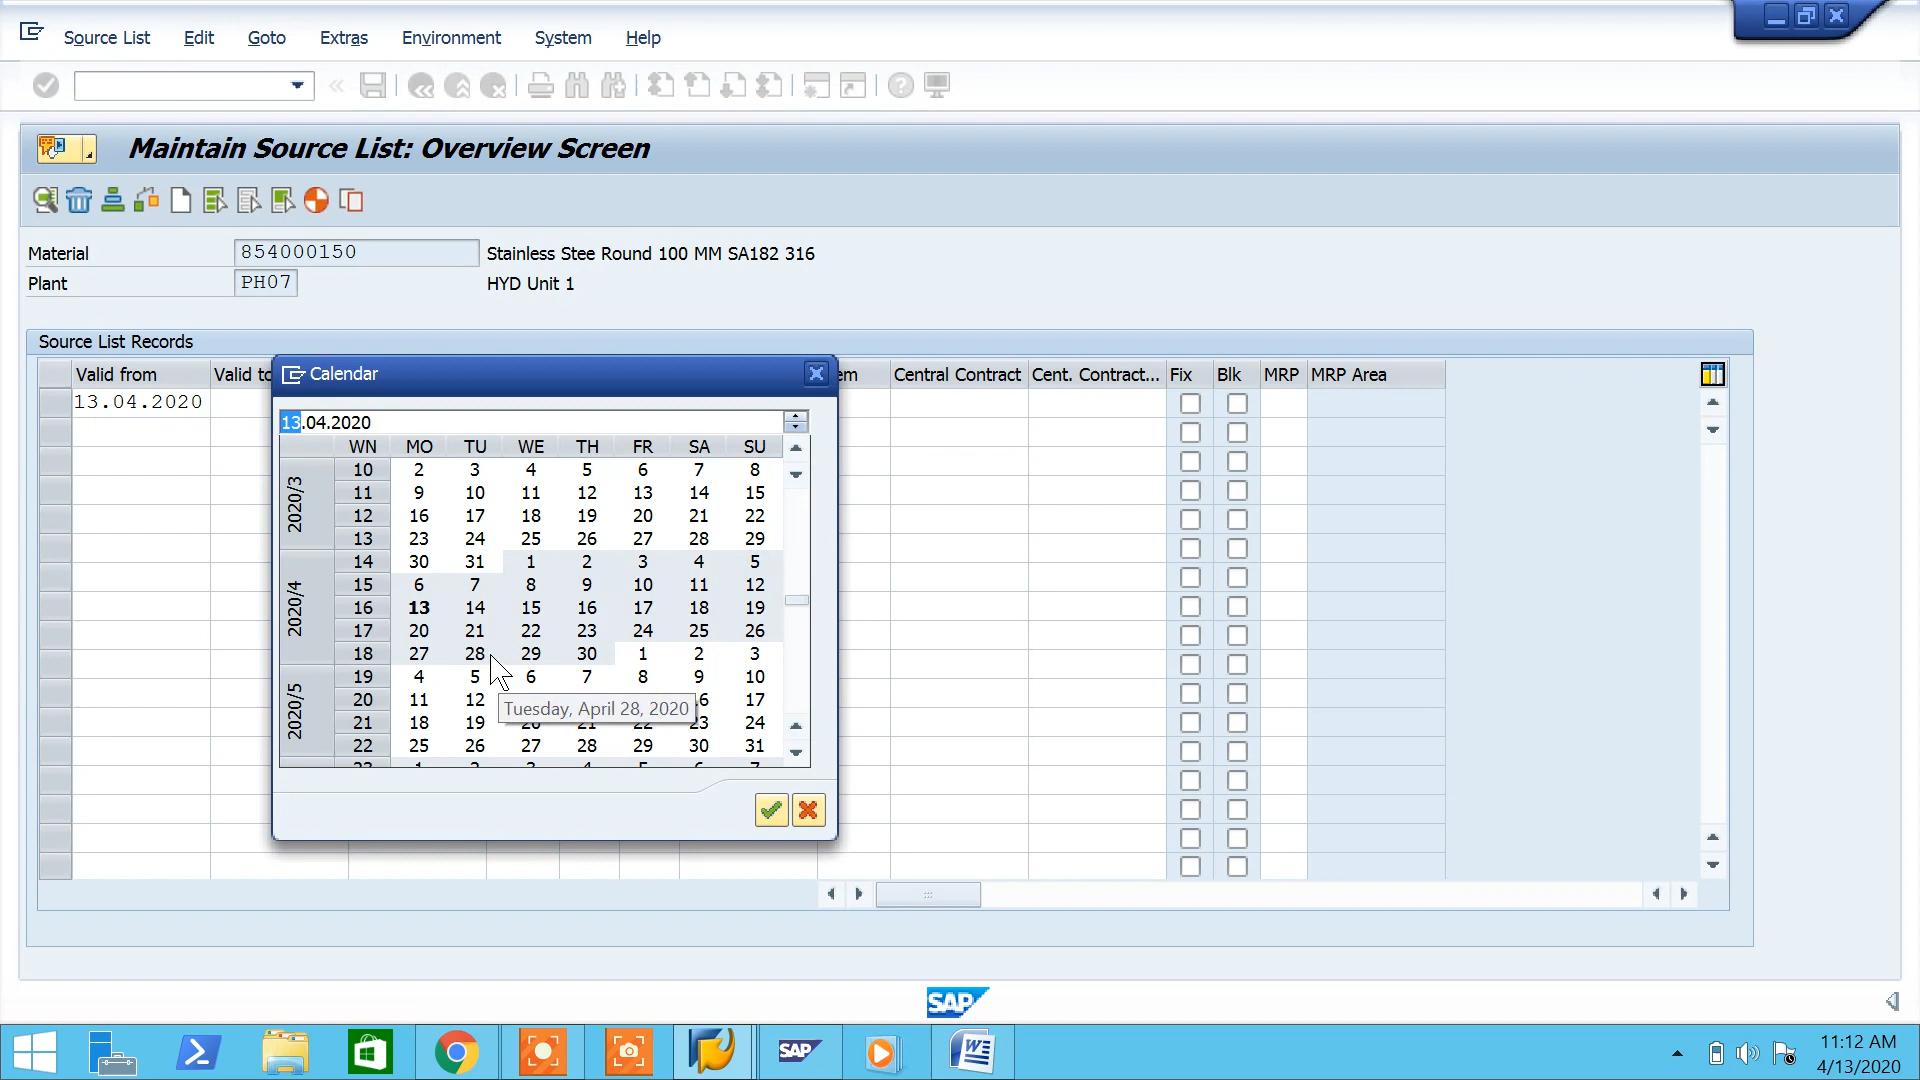 Source List Edit Goto Extras Environment System Help
Maintain Source List: Overview Screen
Material 854000150 Stainless Stee Round 100 MM SA182 316
Plant PH07 HYD Unit 1
Source List Records
Valid from Valid to em Central Contract Cent. Contract... Fix Blk MRP MRP Area
13.04.2020
Calendar
13.04.2020
WN MO TU WE TH FR SA SU
2020/3
10 2 3 4 5 6 7 8
11 9 10 11 12 13 14 15
12 16 17 18 19 20 21 22
13 23 24 25 26 27 28 29
2020/4
14 30 31 1 2 3 4 5
15 6 7 8 9 10 11 12
16 13 14 15 16 17 18 19
17 20 21 22 23 24 25 26
18 27 28 29 30 1 2 3
2020/5
19 4 5 6 7 8 9 10
20 11 12 6 17
Tuesday, April 28, 2020
21 18 19 20 21 22 23 24
22 25 26 27 28 29 30 31
SAP
SAP
11:12 AM
4/13/2020